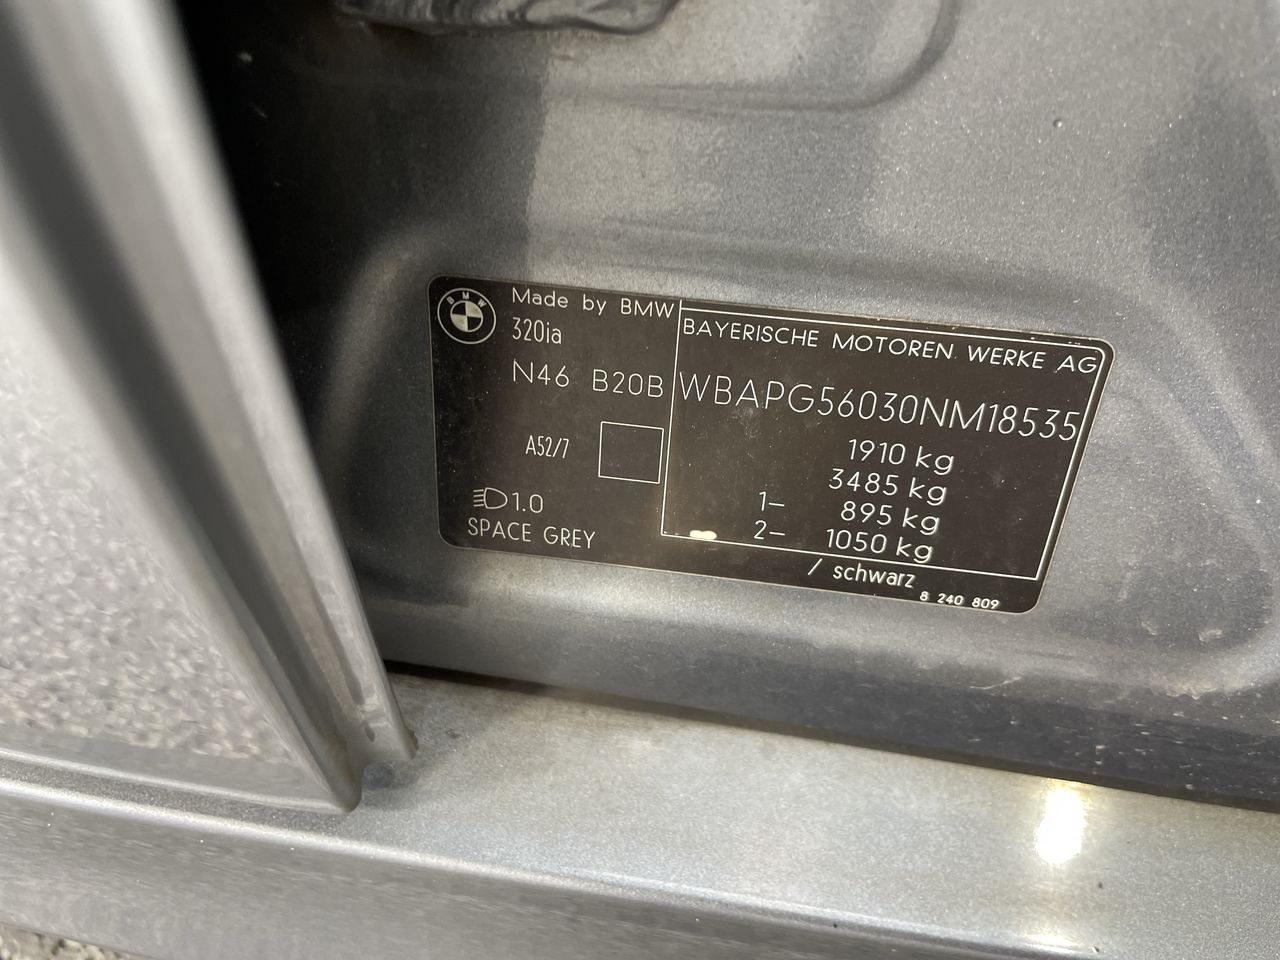 BMW
Made by BMW
320ia
N46 B20B
A52/7
1.0
SPACE GREY
BAYERISCHE MOTOREN WERKE AG
WBAPG56030NM18535
1910 kg
3485 kg
1- 895 kg
2- 1050 kg
/ schwarz
8 240 809